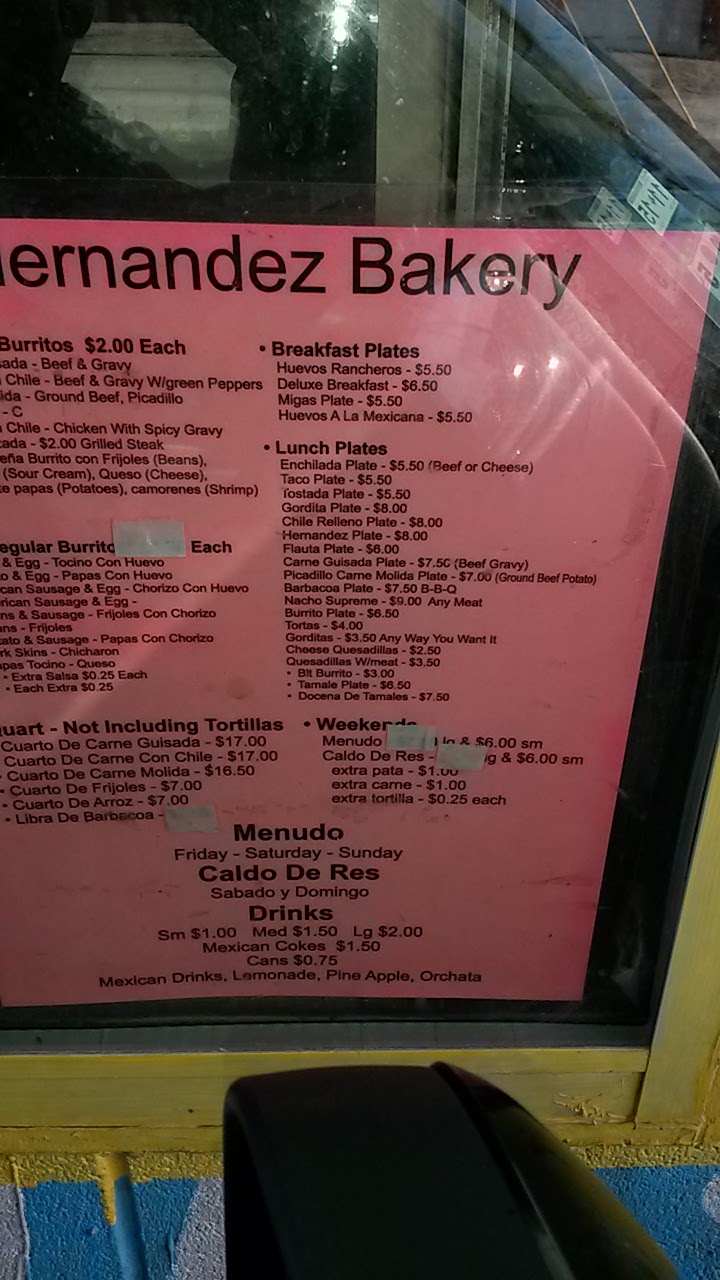 ernandez Bakery
Burritos $2.00 Each
sada - Beef & Gravy
Chile - Beef & Gravy W/green Peppers
ida - Ground Beef, Picadillo
- C
Chile - Chicken With Spicy Gravy
ada - $2.00 Grilled Steak
eña Burrito con Frijoles (Beans),
(Sour Cream), Queso (Cheese),
e papas (Potatoes), camorenes (Shrimp)
egular Burrito Each
& Egg - Tocino Con Huevo
o & Egg - Papas Con Huevo
can Sausage & Egg - Chorizo Con Huevo
rican Sausage & Egg -
ns & Sausage - Frijoles Con Chorizo
ans - Frijoles
tato & Sausage - Papas Con Chorizo
rk Skins - Chicharon
apas Tocino - Queso
• Extra Salsa $0.25 Each
• Each Extra $0.25
uart - Not Including Tortillas
Cuarto De Carne Guisada - $17.00
Cuarto De Carne Con Chile - $17.00
• Cuarto De Carne Molida - $16.50
• Cuarto De Frijoles - $7.00
• Cuarto De Arroz - $7.00
• Libra De Barbacoa -
• Breakfast Plates
Huevos Rancheros - $5.50
Deluxe Breakfast - $6.50
Migas Plate - $5.50
Huevos A La Mexicana - $5.50
• Lunch Plates
Enchilada Plate - $5.50 (Beef or Cheese)
Taco Plate - $5.50
Tostada Plate - $5.50
Gordita Plate - $8.00
Chile Relleno Plate - $8.00
Hernandez Plate - $8.00
Flauta Plate - $6.00
Carne Guisada Plate - $7.50 (Beef Gravy)
Picadillo Carne Molida Plate - $7.00 (Ground Beef Potato)
Barbacoa Plate - $7.50 B-B-Q
Nacho Supreme - $9.00 Any Meat
Burrito Plate - $6.50
Tortas - $4.00
Gorditas - $3.50 Any Way You Want It
Cheese Quesadillas - $2.50
Quesadillas W/meat - $3.50
• Blt Burrito - $3.00
• Tamale Plate - $6.50
• Docena De Tamales - $7.50
• Weekends
Menudo lg & $6.00 sm
Caldo De Res - lg & $6.00 sm
extra pata - $1.00
extra carne - $1.00
extra tortilla - $0.25 each
Menudo
Friday - Saturday - Sunday
Caldo De Res
Sabado y Domingo
Drinks
Sm $1.00 Med $1.50 Lg $2.00
Mexican Cokes $1.50
Cans $0.75
Mexican Drinks, Lemonade, Pine Apple, Orchata